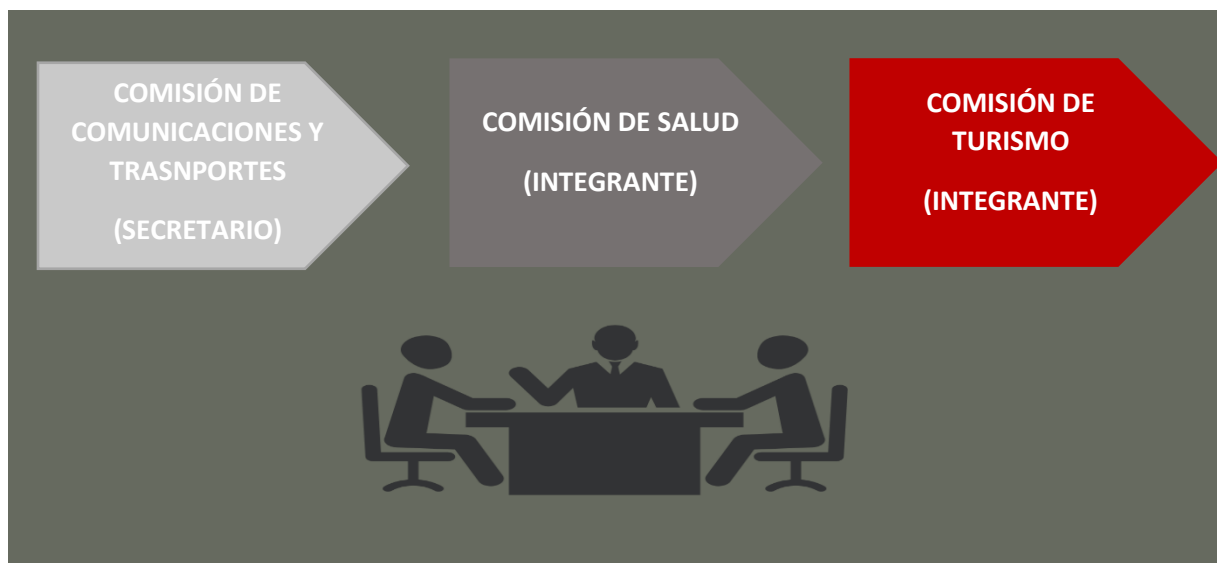 COMISIÓN DE
COMUNICACIONES Y
TRASNPORTES
(SECRETARIO)
COMISIÓN DE SALUD
(INTEGRANTE)
COMISIÓN DE
TURISMO
(INTEGRANTE)